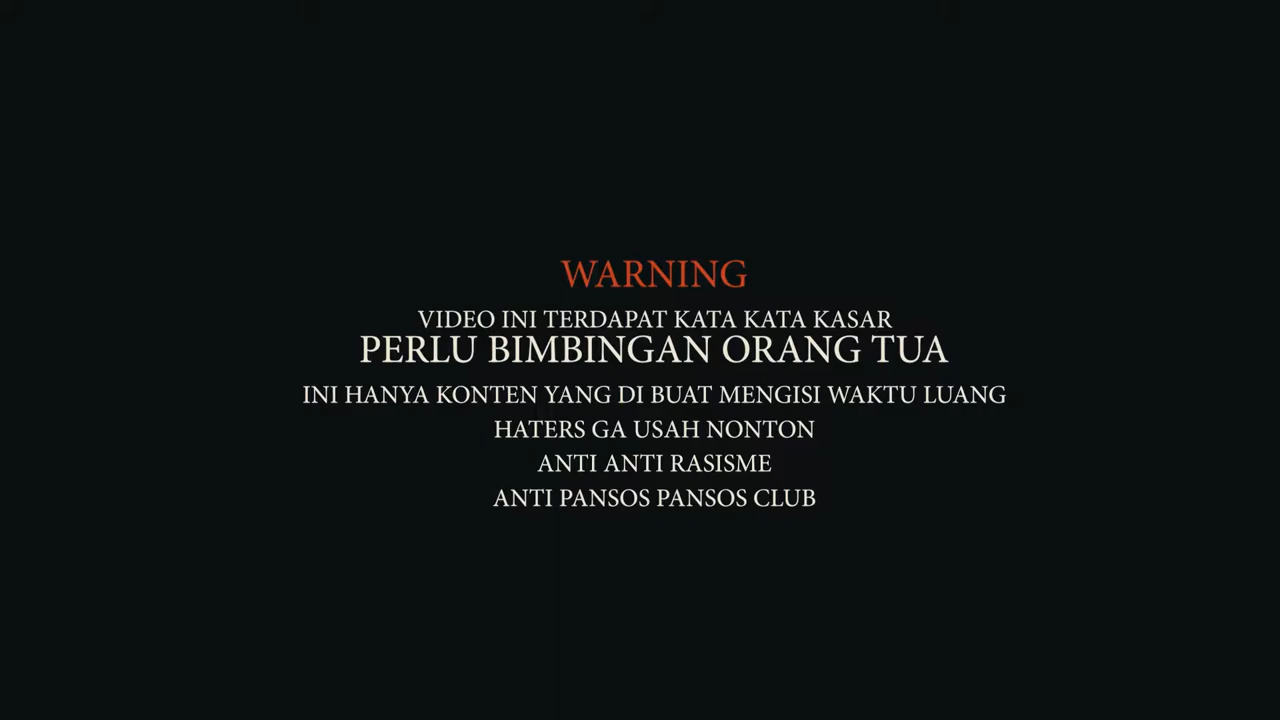 WARNING
VIDEO INI TERDAPAT KATA KATA KASAR
PERLU BIMBINGAN ORANG TUA
INI HANYA KONTEN YANG DI BUAT MENGISI WAKTU LUANG
HATERS GA USAH NONTON
ANTI ANTI RASISME
ANTI PANSOS PANSOS CLUB